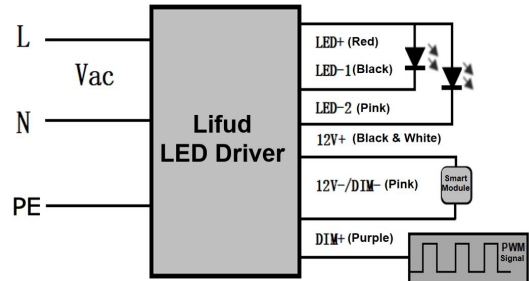 L
Vac
N
PE
Lifud
LED Driver
LED+ (Red)
LED-1(Black)
LED-2 (Pink)
12V+ (Black & White)
12V-/DIM- (Pink)
DIM+ (Purple)
Smart
Module
PWM
Signal